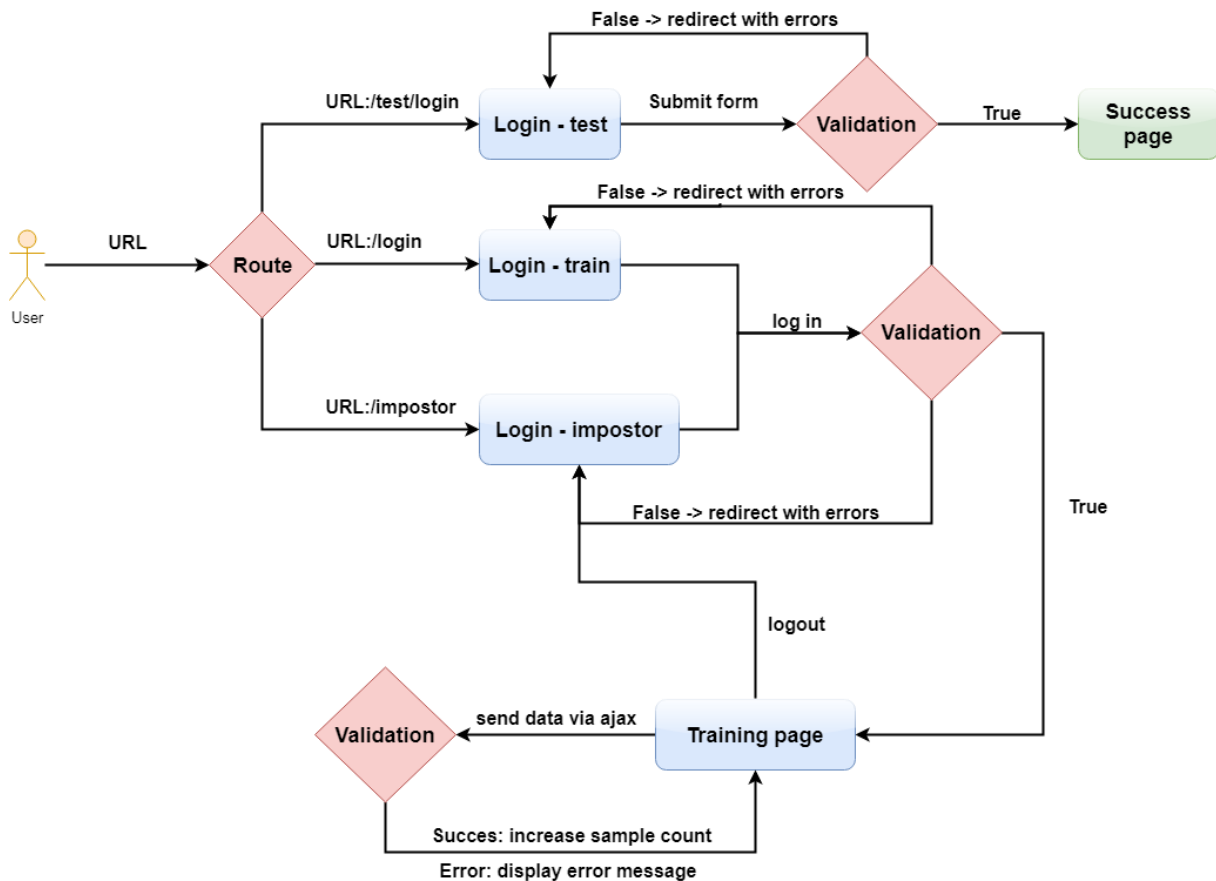 False -> redirect with errors
URL:/test/login
Submit form
Login - test
Validation
True
Success
page
False -> redirect with errors
URL
URL:/login
Route
Login - train
User
log in
Validation
URL:/impostor
Login - impostor
False -> redirect with errors
True
logout
send data via ajax
Validation
Training page
Succes: increase sample count
Error: display error message